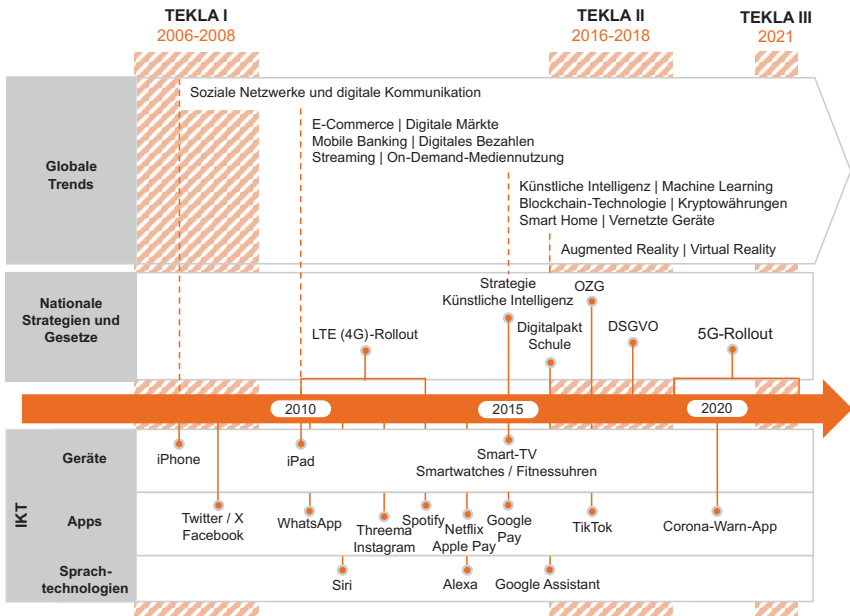 TEKLA I
2006-2008
TEKLA II
2016-2018
TEKLA III
2021
Globale
Trends
Soziale Netzwerke und digitale Kommunikation
E-Commerce | Digitale Märkte
Mobile Banking | Digitales Bezahlen
Streaming | On-Demand-Mediennutzung
Künstliche Intelligenz | Machine Learning
Blockchain-Technologie | Kryptowährungen
Smart Home | Vernetzte Geräte
Augmented Reality | Virtual Reality
Nationale
Strategien und
Gesetze
LTE (4G)-Rollout
Strategie
Künstliche Intelligenz
Digitalpakt
Schule
OZG
DSGVO
5G-Rollout
2010
2015
2020
IKT
Geräte
iPhone
iPad
Smart-TV
Smartwatches / Fitnessuhren
Apps
Twitter / X
Facebook
WhatsApp
Threema
Instagram
Spotify
Netflix
Apple Pay
Google
Pay
TikTok
Corona-Warn-App
Sprach-
technologien
Siri
Alexa
Google Assistant